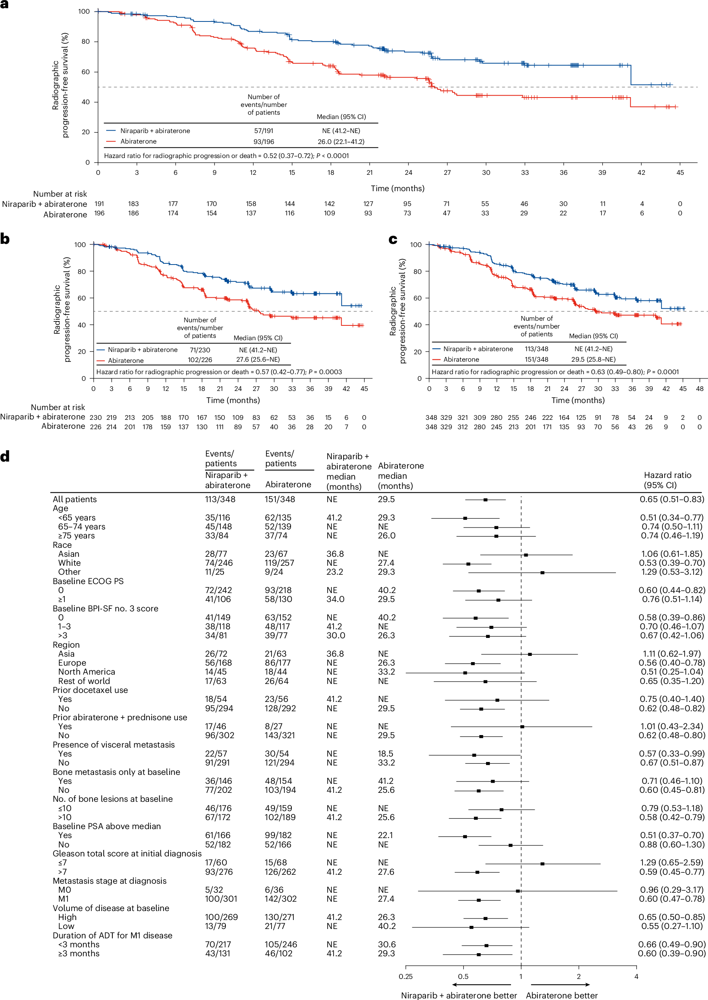 a
Radiographic
progression-free survival (%)
100
80
60
40
20
0
Number of
events/number
of patients
Median (95% CI)
Niraparib + abiraterone 57/191 NE (41.2–NE)
Abiraterone 93/196 26.0 (22.1–41.2)
Hazard ratio for radiographic progression or death = 0.52 (0.37–0.72); P < 0.0001
0 3 6 9 12 15 18 21 24 27 30 33 36 39 42 45
Time (months)
Number at risk
Niraparib + abiraterone 191 183 177 170 158 144 142 127 95 71 55 46 30 11 4 0
Abiraterone 196 186 174 154 137 116 109 93 73 47 33 29 22 17 6 0
b
Radiographic
progression-free survival (%)
100
80
60
40
20
0
Number of
events/number
of patients
Median (95% CI)
Niraparib + abiraterone 71/230 NE (41.2–NE)
Abiraterone 102/226 27.6 (25.6–NE)
Hazard ratio for radiographic progression or death = 0.57 (0.42–0.77); P = 0.0003
0 3 6 9 12 15 18 21 24 27 30 33 36 39 42 45
Time (months)
Number at risk
Niraparib + abiraterone 230 219 213 205 188 170 167 150 109 83 62 53 36 15 6 0
Abiraterone 226 214 201 178 159 137 130 111 89 57 40 36 28 20 7 0
c
Radiographic
progression-free survival (%)
100
80
60
40
20
0
Number of
events/number
of patients
Median (95% CI)
Niraparib + abiraterone 113/348 NE (41.2–NE)
Abiraterone 151/348 29.5 (25.8–NE)
Hazard ratio for radiographic progression or death = 0.63 (0.49–0.80); P = 0.0001
0 3 6 9 12 15 18 21 24 27 30 33 36 39 42 45 48
Time (months)
348 329 321 309 280 255 246 222 164 125 91 78 54 24 9 2 0
348 329 312 280 245 213 201 171 135 93 70 56 43 26 9 0 0
d
Events/
patients
Niraparib +
abiraterone
Events/
patients
Abiraterone
Niraparib +
abiraterone
median
(months)
Abiraterone
median
(months)
Hazard ratio
(95% CI)
All patients 113/348 151/348 NE 29.5 0.65 (0.51–0.83)
Age
<65 years 35/116 62/135 41.2 29.3 0.51 (0.34–0.77)
65–74 years 45/148 52/139 NE NE 0.74 (0.50–1.11)
≥75 years 33/84 37/74 NE 26.0 0.74 (0.46–1.19)
Race
Asian 28/77 23/67 36.8 NE 1.06 (0.61–1.85)
White 74/246 119/257 NE 27.4 0.53 (0.39–0.70)
Other 11/25 9/24 23.2 29.3 1.29 (0.53–3.12)
Baseline ECOG PS
0 72/242 93/218 NE 40.2 0.60 (0.44–0.82)
≥1 41/106 58/130 34.0 29.5 0.76 (0.51–1.14)
Baseline BPI-SF no. 3 score
0 41/149 63/152 NE 40.2 0.58 (0.39–0.86)
1–3 38/118 48/117 41.2 NE 0.70 (0.46–1.07)
>3 34/81 39/77 30.0 26.3 0.67 (0.42–1.06)
Region
Asia 26/72 21/63 36.8 NE 1.11 (0.62–1.97)
Europe 56/168 86/177 NE 26.3 0.56 (0.40–0.78)
North America 14/45 18/44 NE 33.2 0.51 (0.25–1.04)
Rest of world 17/63 26/64 NE NE 0.65 (0.35–1.20)
Prior docetaxel use
Yes 18/54 23/56 41.2 NE 0.75 (0.40–1.40)
No 95/294 128/292 NE 29.5 0.62 (0.48–0.82)
Prior abiraterone + prednisone use
Yes 17/46 8/27 NE NE 1.01 (0.43–2.34)
No 96/302 143/321 NE 29.5 0.62 (0.48–0.80)
Presence of visceral metastasis
Yes 22/57 30/54 NE 18.5 0.57 (0.33–0.99)
No 91/291 121/294 NE 33.2 0.67 (0.51–0.87)
Bone metastasis only at baseline
Yes 36/146 48/154 NE 41.2 0.71 (0.46–1.10)
No 77/202 103/194 41.2 25.6 0.60 (0.45–0.81)
No. of bone lesions at baseline
≤10 46/176 49/159 NE NE 0.79 (0.53–1.18)
>10 67/172 102/189 41.2 25.6 0.58 (0.42–0.79)
Baseline PSA above median
Yes 61/166 99/182 NE 22.1 0.51 (0.37–0.70)
No 52/182 52/166 NE NE 0.88 (0.60–1.30)
Gleason total score at initial diagnosis
≤7 17/60 15/68 NE NE 1.29 (0.65–2.59)
>7 93/276 126/262 41.2 27.6 0.59 (0.45–0.77)
Metastasis stage at diagnosis
M0 5/32 6/36 NE NE 0.96 (0.29–3.17)
M1 100/301 142/302 NE 27.4 0.60 (0.47–0.78)
Volume of disease at baseline
High 100/269 130/271 41.2 26.3 0.65 (0.50–0.85)
Low 13/79 21/77 NE 40.2 0.55 (0.27–1.10)
Duration of ADT for M1 disease
<3 months 70/217 105/246 NE 30.6 0.66 (0.49–0.90)
≥3 months 43/131 46/102 41.2 29.3 0.60 (0.39–0.90)
0.25 0.5 1 2 4
Niraparib + abiraterone better Abiraterone better